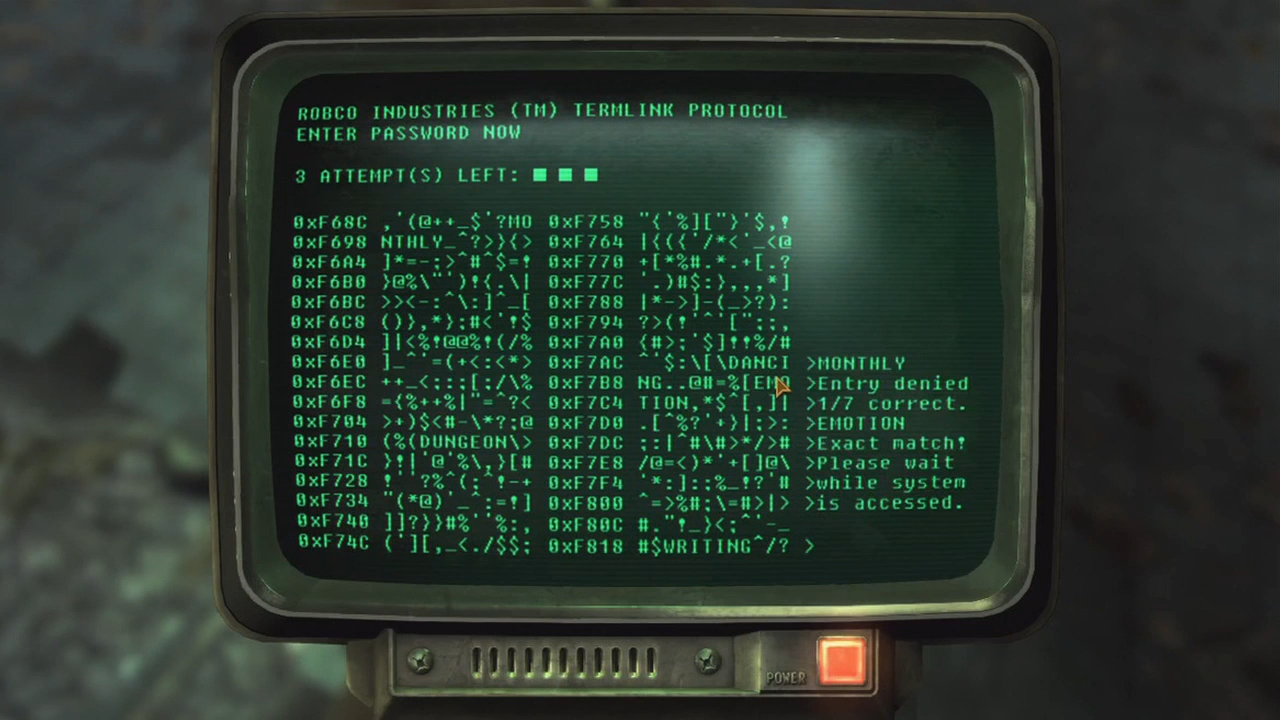 ROBCO INDUSTRIES (TM) TERMLINK PROTOCOL
ENTER PASSWORD NOW
3 ATTEMPT(S) LEFT: ■ ■ ■
0xF68C ,'(@++_$'?MO 0xF758 "{'%]["}'$,!
0xF698 NTHLY_^?>}{> 0xF764 |{({'/*<'_<@
0xF6A4 ]*=-;>^#^$=! 0xF770 +[*%#.*.+[.?
0xF6B0 }@%\"')!{.\| 0xF77C '.)#$:},,,*]
0xF6BC >><-:^\:]^_[ 0xF788 |*->]-(_>?):
0xF6C8 ()},*};#<'!$ 0xF794 ?>(!'^'[";:,
0xF6D4 ]|<%!@@%!(/% 0xF7A0 {#>;'$]!!%/#
0xF6E0 ]_^'=(+<:<*> 0xF7AC ^'$:\[\DANCI >MONTHLY
0xF6EC ++_<;:;[:/\% 0xF7B8 NG..@#=%[EMO >Entry denied
0xF6F8 ={%++%|"=^?< 0xF7C4 TION,*$^[,]| >1/7 correct.
0xF704 >+)$<#-\*?;@ 0xF7D0 .[^%?'+}|;>: >EMOTION
0xF710 (%(DUNGEON\> 0xF7DC ;:|^#\#>*/># >Exact match!
0xF71C }!|'@'%\,}[# 0xF7E8 /@=<)*'+[]@\ >Please wait
0xF728 !'"?%^(;^!-+ 0xF7F4 '*:]:;%_!?'# >while system
0xF734 "(*@)'_^:=!] 0xF800 ^=>%#;\=#>|> >is accessed.
0xF740 ]]?}}#%''%:, 0xF80C #."!_}<;^'-_
0xF74C ('][,_<./$$; 0xF818 #$WRITING^/? >
POWER